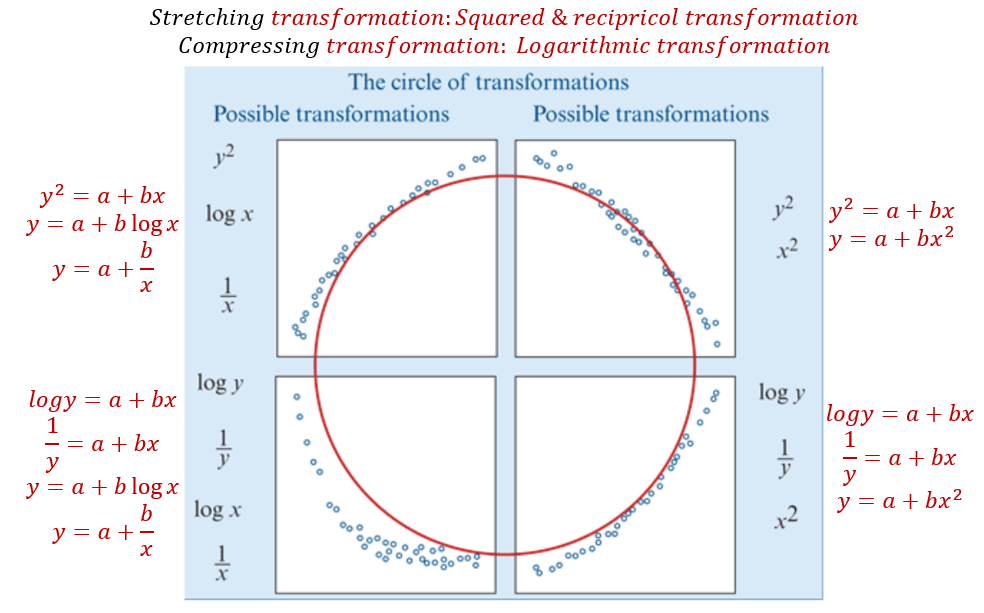 Stretching transformation: Squared & recipricol transformation
Compressing transformation: Logarithmic transformation
The circle of transformations
Possible transformations
Possible transformations
y²
log x
1/x
y² = a + bx
y = a + b log x
y = a + b/x
y²
x²
y² = a + bx
y = a + bx²
log y
1/y
log x
1/x
logy = a + bx
1/y = a + bx
y = a + b log x
y = a + b/x
log y
1/y
x²
logy = a + bx
1/y = a + bx
y = a + bx²